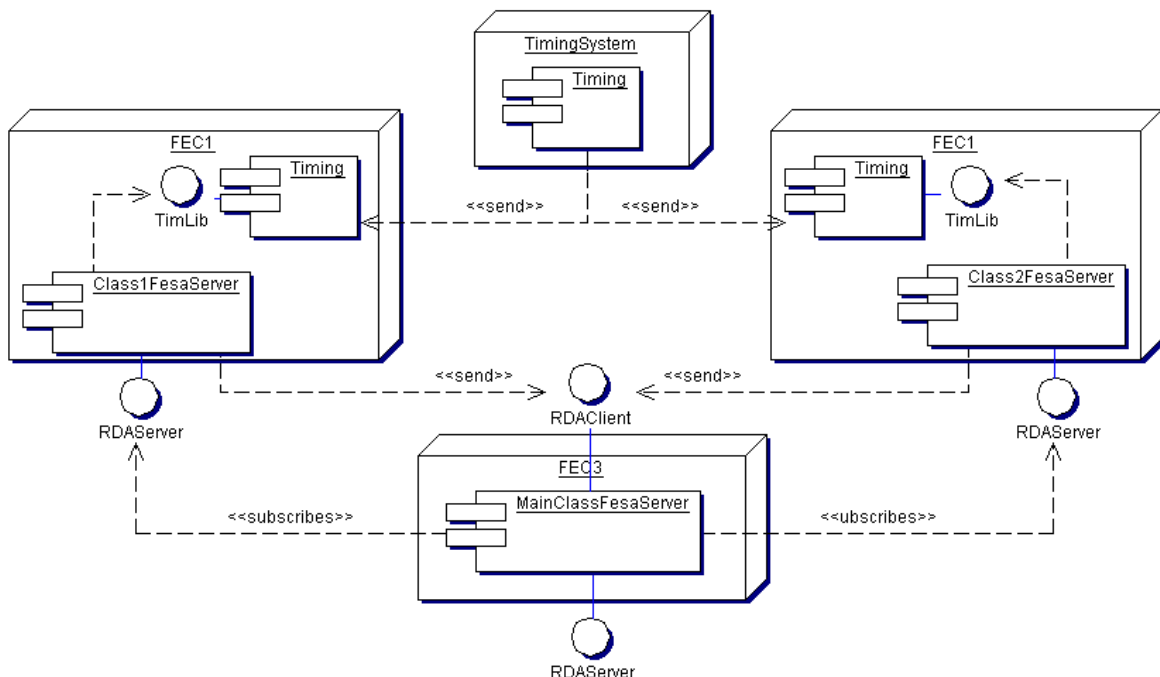 TimingSystem
Timing
FEC1
Timing
TimLib
Class1FesaServer
<<send>>
<<send>>
FEC1
Timing
TimLib
Class2FesaServer
RDAServer
<<send>>
<<send>>
RDAClient
RDAServer
FEC3
MainClassFesaServer
<<subscribes>>
<<ubscribes>>
RDAServer